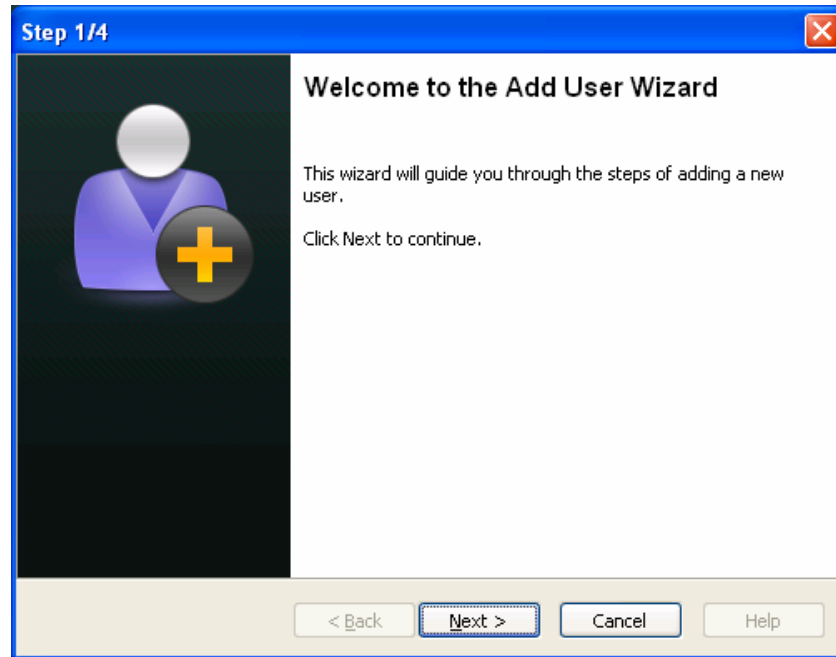 Step 1/4
Welcome to the Add User Wizard
This wizard will guide you through the steps of adding a new
user.
Click Next to continue.
< Back Next > Cancel Help